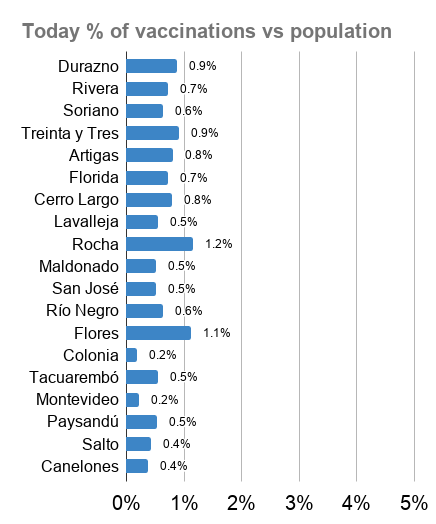 Today % of vaccinations vs population
Durazno 0.9%
Rivera 0.7%
Soriano 0.6%
Treinta y Tres 0.9%
Artigas 0.8%
Florida 0.7%
Cerro Largo 0.8%
Lavalleja 0.5%
Rocha 1.2%
Maldonado 0.5%
San José 0.5%
Río Negro 0.6%
Flores 1.1%
Colonia 0.2%
Tacuarembó 0.5%
Montevideo 0.2%
Paysandú 0.5%
Salto 0.4%
Canelones 0.4%
0% 1% 2% 3% 4% 5%